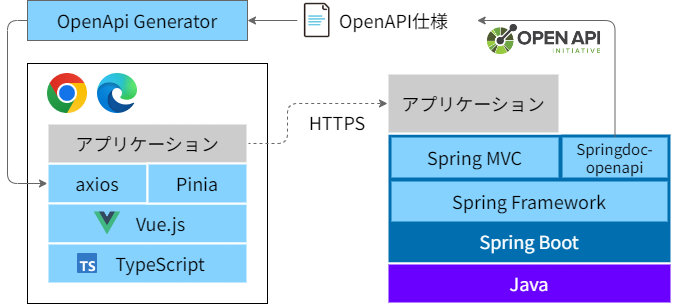 OpenApi Generator
OpenAPI仕様
OPEN API
INITIATIVE
アプリケーション
HTTPS
アプリケーション
axios
Pinia
Vue.js
TS
TypeScript
Spring MVC
Springdoc-
openapi
Spring Framework
Spring Boot
Java